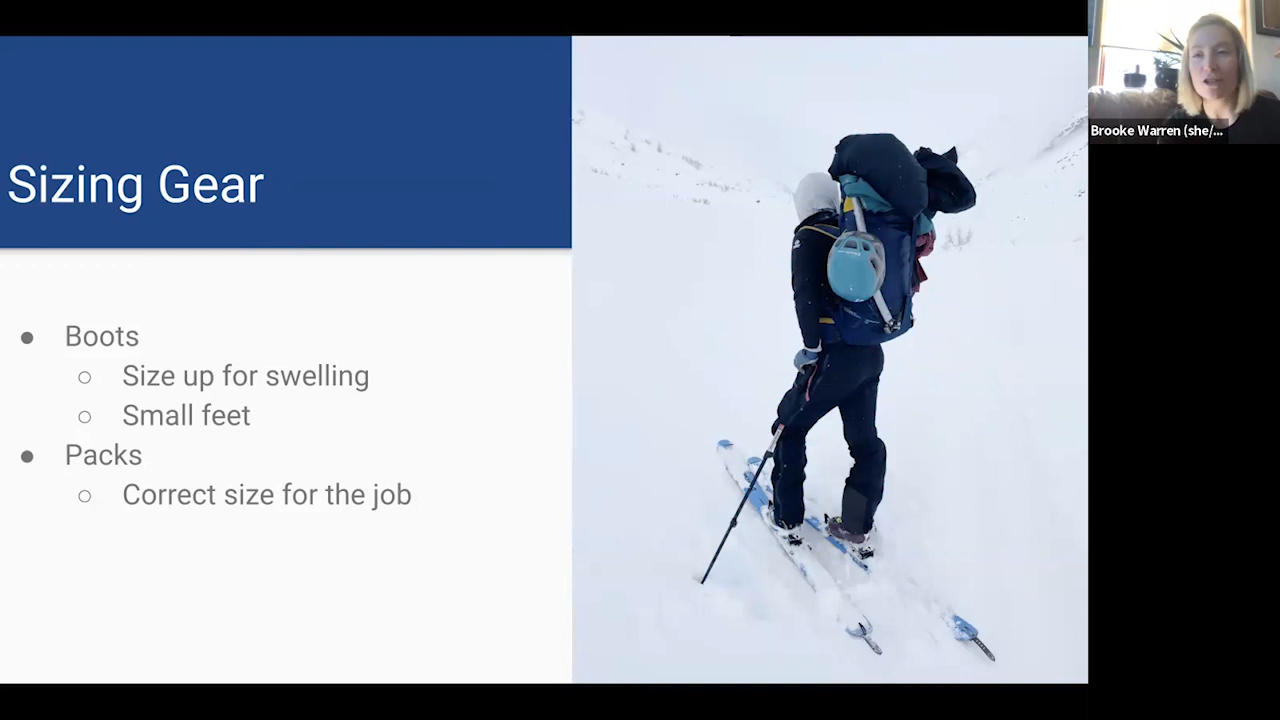 Sizing Gear
Boots
Size up for swelling
Small feet
Packs
Correct size for the job
Brooke Warren (she/...